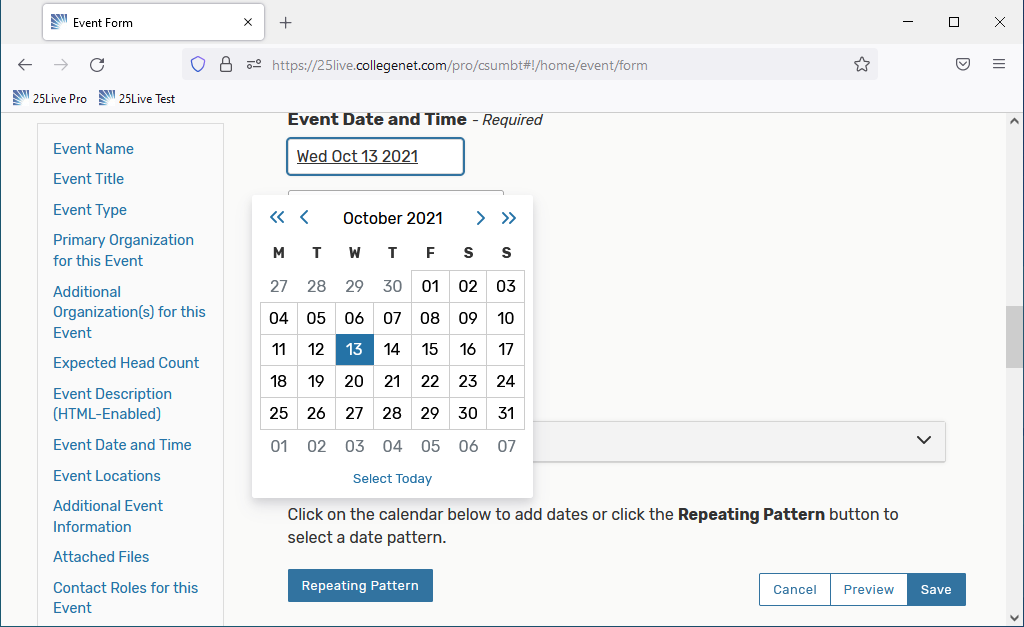 Event Form
https://25live.collegenet.com/pro/csumbt#!/home/event/form
25Live Pro 25Live Test
Event Name
Event Title
Event Type
Primary Organization
for this Event
Additional
Organization(s) for this
Event
Expected Head Count
Event Description
(HTML-Enabled)
Event Date and Time
Event Locations
Additional Event
Information
Attached Files
Contact Roles for this
Event
Event Date and Time - Required
Wed Oct 13 2021
October 2021
M T W T F S S
27 28 29 30 01 02 03
04 05 06 07 08 09 10
11 12 13 14 15 16 17
18 19 20 21 22 23 24
25 26 27 28 29 30 31
01 02 03 04 05 06 07
Select Today
Click on the calendar below to add dates or click the Repeating Pattern button to
select a date pattern.
Repeating Pattern
Cancel Preview Save